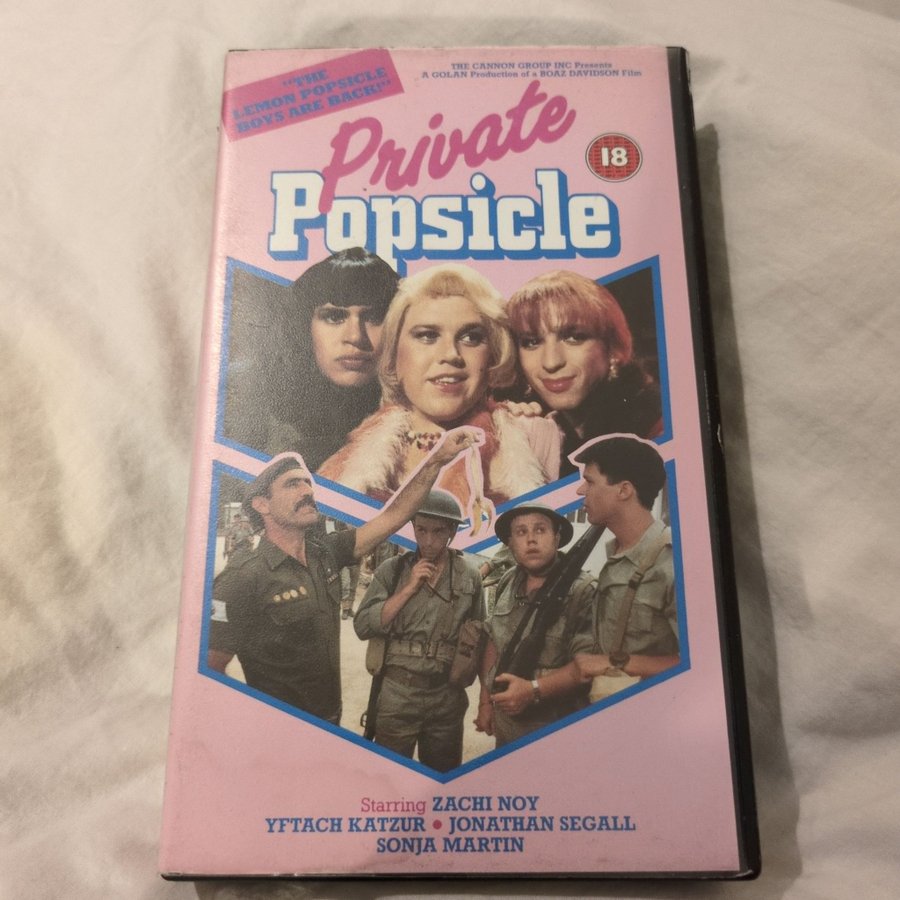 "THE
LEMON POPSICLE
BOYS ARE BACK!"
THE CANNON GROUP INC Presents
A GOLAN Production of a BOAZ DAVIDSON Film
Private
Popsicle
18
Starring ZACHI NOY
YFTACH KATZUR • JONATHAN SEGALL
SONJA MARTIN